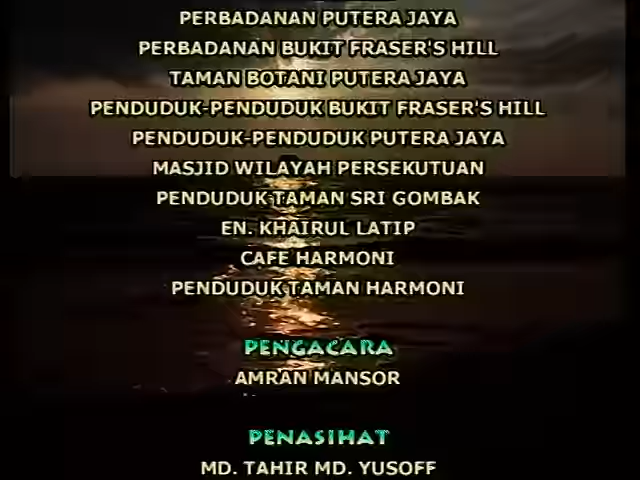 PERBADANAN PUTERA JAYA
PERBADANAN BUKIT FRASER'S HILL
TAMAN BOTANI PUTERA JAYA
PENDUDUK-PENDUDUK BUKIT FRASER'S HILL
PENDUDUK-PENDUDUK PUTERA JAYA
MASJID WILAYAH PERSEKUTUAN
PENDUDUK TAMAN SRI GOMBAK
EN. KHAIRUL LATIP
CAFE HARMONI
PENDUDUK TAMAN HARMONI
PENGACARA
AMRAN MANSOR
PENASIHAT
MD. TAHIR MD. YUSOFF